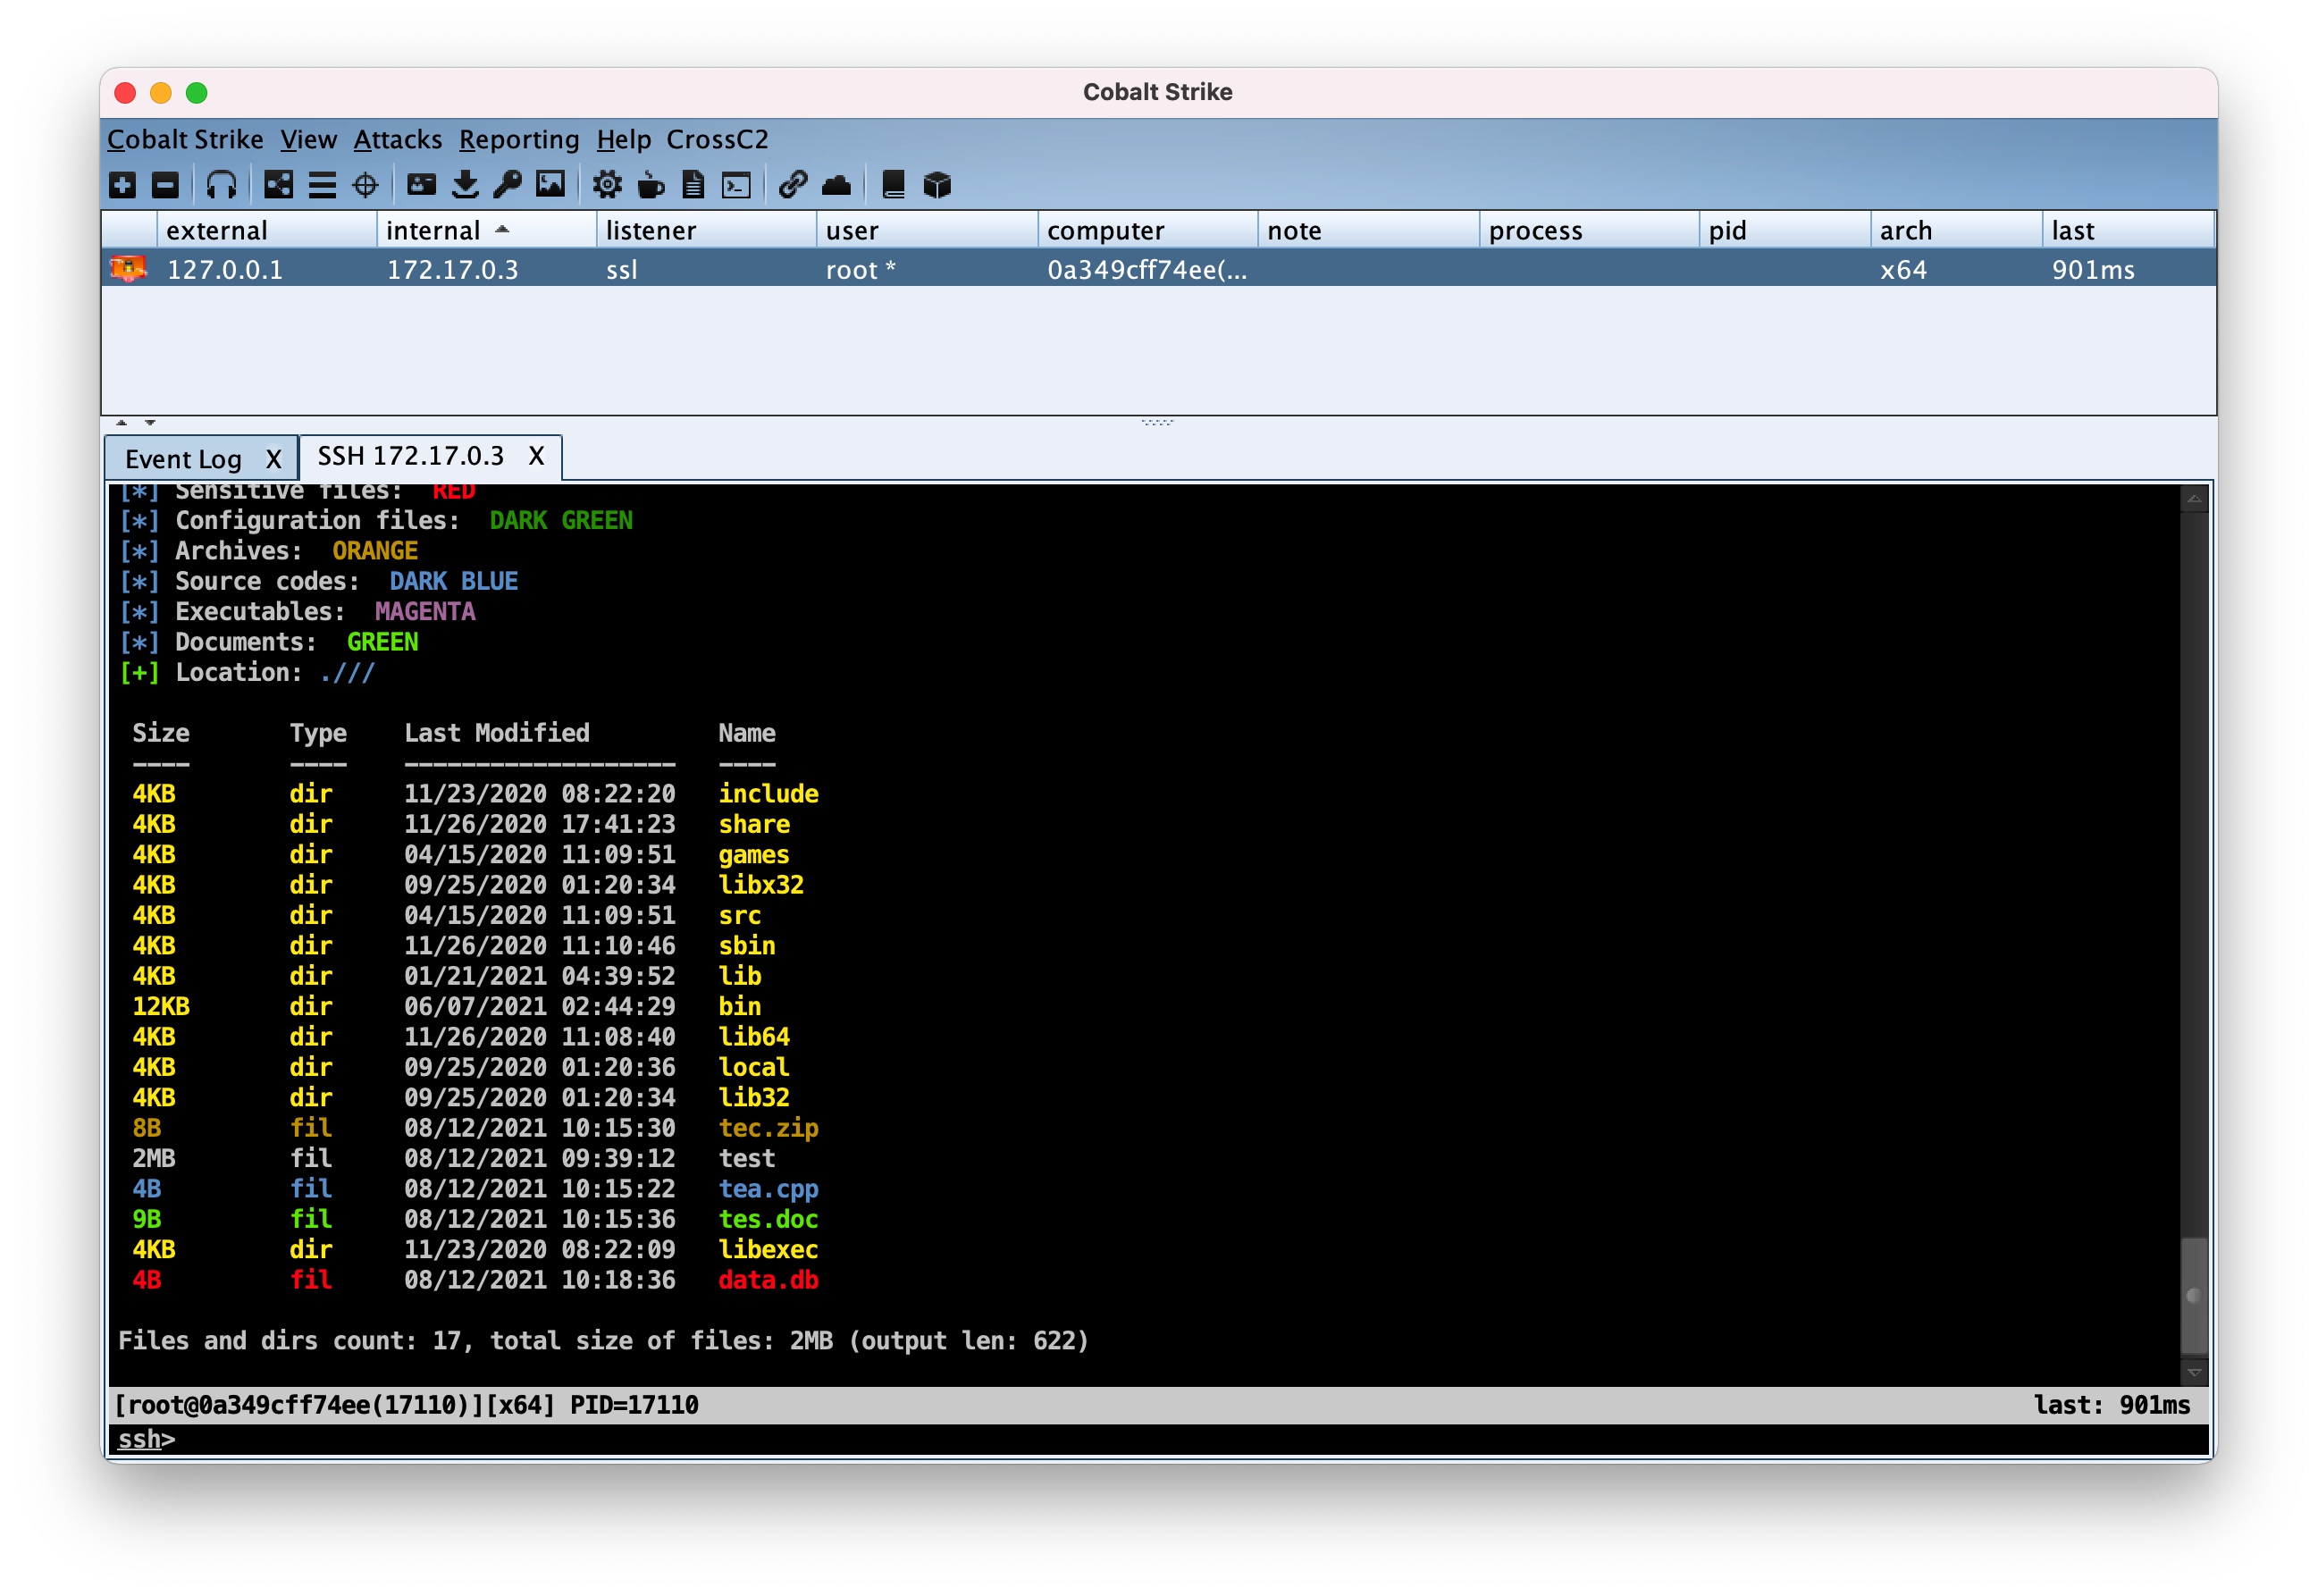 Cobalt Strike
Cobalt Strike View Attacks Reporting Help CrossC2
external internal listener user computer note process pid arch last
127.0.0.1 172.17.0.3 ssl root * 0a349cff74ee(... x64 901ms
Event Log X SSH 172.17.0.3 X
[*] Sensitive files: RED
[*] Configuration files: DARK GREEN
[*] Archives: ORANGE
[*] Source codes: DARK BLUE
[*] Executables: MAGENTA
[*] Documents: GREEN
[+] Location: .///
Size Type Last Modified Name
---- ---- ------------------- ----
4KB dir 11/23/2020 08:22:20 include
4KB dir 11/26/2020 17:41:23 share
4KB dir 04/15/2020 11:09:51 games
4KB dir 09/25/2020 01:20:34 libx32
4KB dir 04/15/2020 11:09:51 src
4KB dir 11/26/2020 11:10:46 sbin
4KB dir 01/21/2021 04:39:52 lib
12KB dir 06/07/2021 02:44:29 bin
4KB dir 11/26/2020 11:08:40 lib64
4KB dir 09/25/2020 01:20:36 local
4KB dir 09/25/2020 01:20:34 lib32
8B fil 08/12/2021 10:15:30 tec.zip
2MB fil 08/12/2021 09:39:12 test
4B fil 08/12/2021 10:15:22 tea.cpp
9B fil 08/12/2021 10:15:36 tes.doc
4KB dir 11/23/2020 08:22:09 libexec
4B fil 08/12/2021 10:18:36 data.db
Files and dirs count: 17, total size of files: 2MB (output len: 622)
[root@0a349cff74ee(17110)][x64] PID=17110 last: 901ms
ssh>